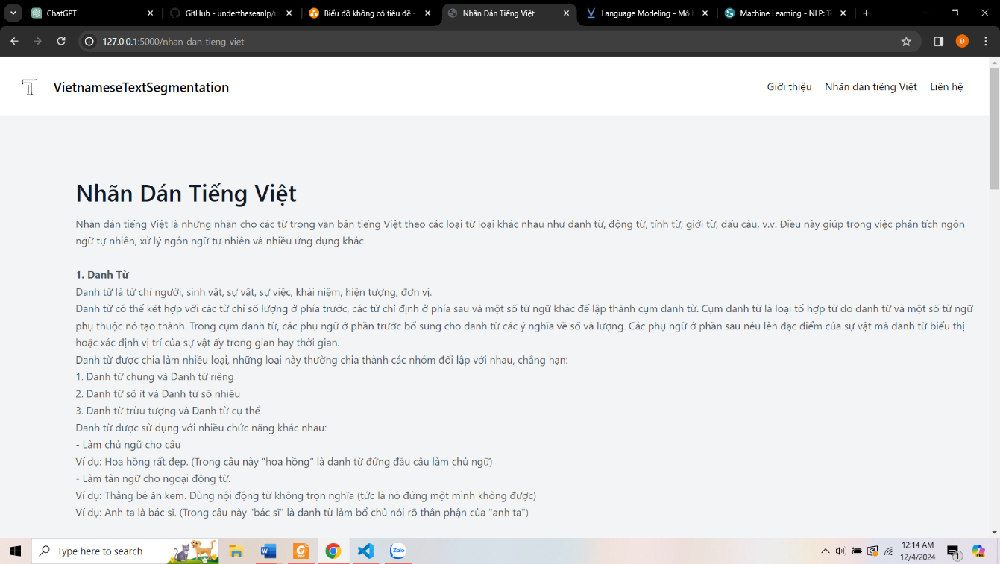 ChatGPT
GitHub - undertheseanlp/u
Biểu đồ không có tiêu đề -
Nhãn Dán Tiếng Việt
Language Modeling - Mô
Machine Learning - NLP: T
127.0.0.1:5000/nhan-dan-tieng-viet
Đ
VietnameseTextSegmentation
Giới thiệu Nhãn dán tiếng Việt Liên hệ
Nhãn Dán Tiếng Việt
Nhãn dán tiếng Việt là những nhãn cho các từ trong văn bản tiếng Việt theo các loại từ loại khác nhau như danh từ, động từ, tính từ, giới từ, dấu câu, v.v. Điều này giúp trong việc phân tích ngôn
ngữ tự nhiên, xử lý ngôn ngữ tự nhiên và nhiều ứng dụng khác.
1. Danh Từ
Danh từ là từ chỉ người, sinh vật, sự vật, sự việc, khái niệm, hiện tượng, đơn vị.
Danh từ có thể kết hợp với các từ chỉ số lượng ở phía trước, các từ chỉ định ở phía sau và một số từ ngữ khác để lập thành cụm danh từ. Cụm danh từ là loại tổ hợp từ do danh từ và một số từ ngữ
phụ thuộc nó tạo thành. Trong cụm danh từ, các phụ ngữ ở phần trước bổ sung cho danh từ các ý nghĩa về số và lượng. Các phụ ngữ ở phần sau nêu lên đặc điểm của sự vật mà danh từ biểu thị
hoặc xác định vị trí của sự vật ấy trong gian hay thời gian.
Danh từ được chia làm nhiều loại, những loại này thường chia thành các nhóm đối lập với nhau, chẳng hạn:
1. Danh từ chung và Danh từ riêng
2. Danh từ số ít và Danh từ số nhiều
3. Danh từ trừu tượng và Danh từ cụ thể
Danh từ được sử dụng với nhiều chức năng khác nhau:
- Làm chủ ngữ cho câu
Ví dụ: Hoa hồng rất đẹp. (Trong câu này "hoa hồng" là danh từ đứng đầu câu làm chủ ngữ)
- Làm tân ngữ cho ngoại động từ.
Ví dụ: Thằng bé ăn kem. Dùng nội động từ không trọn nghĩa (tức là nó đứng một mình không được)
Ví dụ: Anh ta là bác sĩ. (Trong câu này "bác sĩ" là danh từ làm bổ chủ nói rõ thân phận của "anh ta")
Type here to search
Zalo
12:14 AM
12/4/2024
1